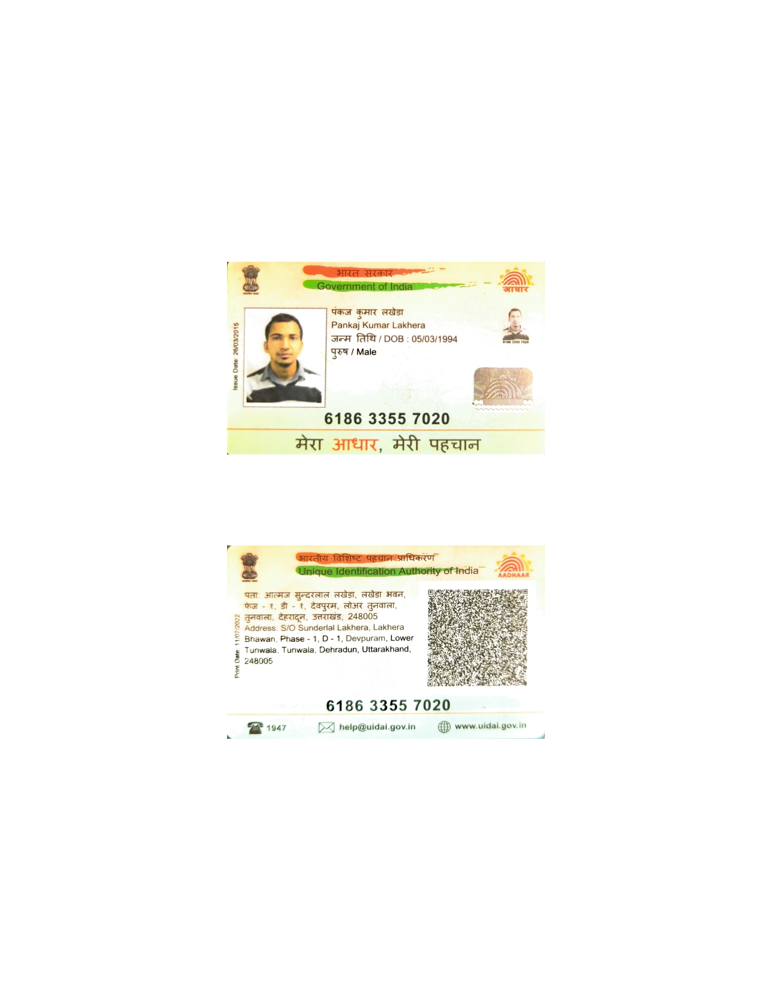 भारत सरकार
Government of India
आधार
Issue Date: 26/03/2015
पंकज कुमार लखेडा
Pankaj Kumar Lakhera
जन्म तिथि / DOB : 05/03/1994
पुरुष / Male
6186 3355 7020
6186 3355 7020
मेरा आधार, मेरी पहचान
भारतीय विशिष्ट पहचान प्राधिकरण
Unique Identification Authority of India
AADHAAR
Print Date: 11/07/2022
पता: आत्मज सुन्दरलाल लखेड़ा, लखेड़ा भवन,
फेज - १, डी - १, देवपुरम, लोअर तुनवाला,
तुनवाला, देहरादून, उत्तराखंड, 248005
Address: S/O Sunderlal Lakhera, Lakhera
Bhawan, Phase - 1, D - 1, Devpuram, Lower
Tunwala, Tunwala, Dehradun, Uttarakhand,
248005
6186 3355 7020
1947
help@uidai.gov.in
www.uidai.gov.in